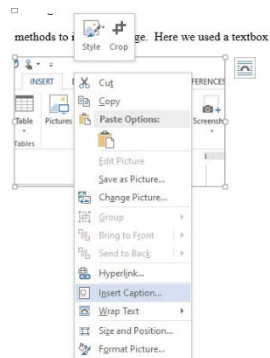 Style Crop
methods to i ge. Here we used a textbox
INSERT FERENCES
Cut
Copy
Table Pictures Paste Options: Screensh
Tables
Edit Picture
Save as Picture...
Change Picture...
Group
Bring to Front
Send to Back
Hyperlink...
Insert Caption...
Wrap Text
Size and Position...
Format Picture...